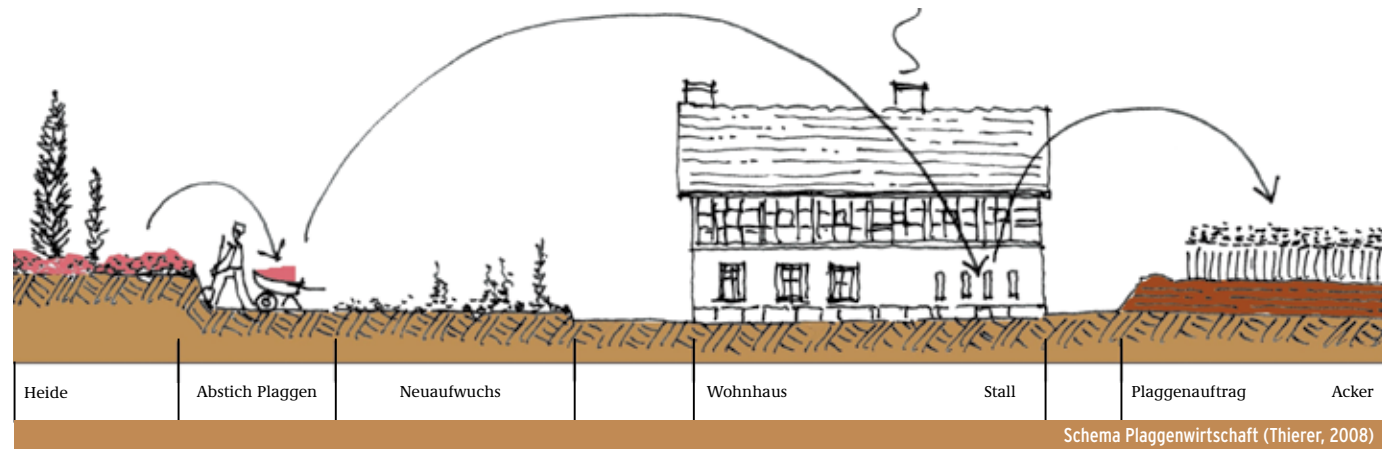 Heide
Abstich Plaggen
Neuaufwuchs
Wohnhaus
Stall
Plaggenauftrag
Acker
Schema Plaggenwirtschaft (Thierer, 2008)